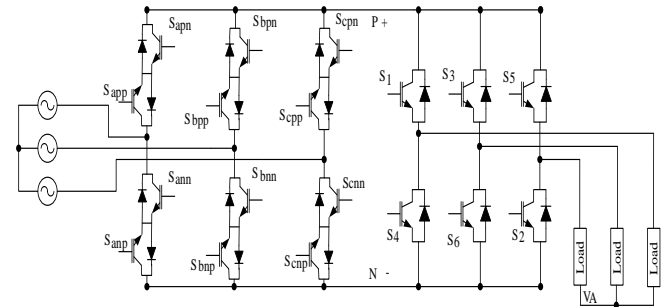 Sapn
Sbpn
Scpn
P +
Sapp
Sbpp
Scpp
S1
S3
S5
Sann
Sbnn
Scnn
Sanp
Sbnp
Scnp
S4
S6
S2
N -
Load
Load
Load
VA